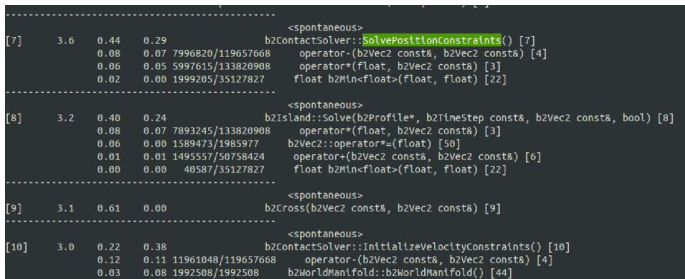 <spontaneous>
[7] 3.6 0.44 0.29 b2ContactSolver::SolvePositionConstraints() [7]
0.08 0.07 7996820/119657668 operator-(b2Vec2 const&, b2Vec2 const&) [4]
0.06 0.05 5997615/133820908 operator*(float, b2Vec2 const&) [3]
0.02 0.00 1999205/35127827 float b2Min<float>(float, float) [22]
-----------------------------------------------
<spontaneous>
[8] 3.2 0.40 0.24 b2Island::Solve(b2Profile*, b2TimeStep const&, b2Vec2 const&, bool) [8]
0.08 0.07 7893245/133820908 operator*(float, b2Vec2 const&) [3]
0.06 0.00 1589473/1985977 b2Vec2::operator*=(float) [50]
0.01 0.01 1495557/50758424 operator+(b2Vec2 const&, b2Vec2 const&) [6]
0.00 0.00 40587/35127827 float b2Min<float>(float, float) [22]
-----------------------------------------------
<spontaneous>
[9] 3.1 0.61 0.00 b2Cross(b2Vec2 const&, b2Vec2 const&) [9]
-----------------------------------------------
<spontaneous>
[10] 3.0 0.22 0.38 b2ContactSolver::InitializeVelocityConstraints() [10]
0.12 0.11 11961048/119657668 operator-(b2Vec2 const&, b2Vec2 const&) [4]
0.03 0.08 1992508/1992508 b2WorldManifold::b2WorldManifold() [44]